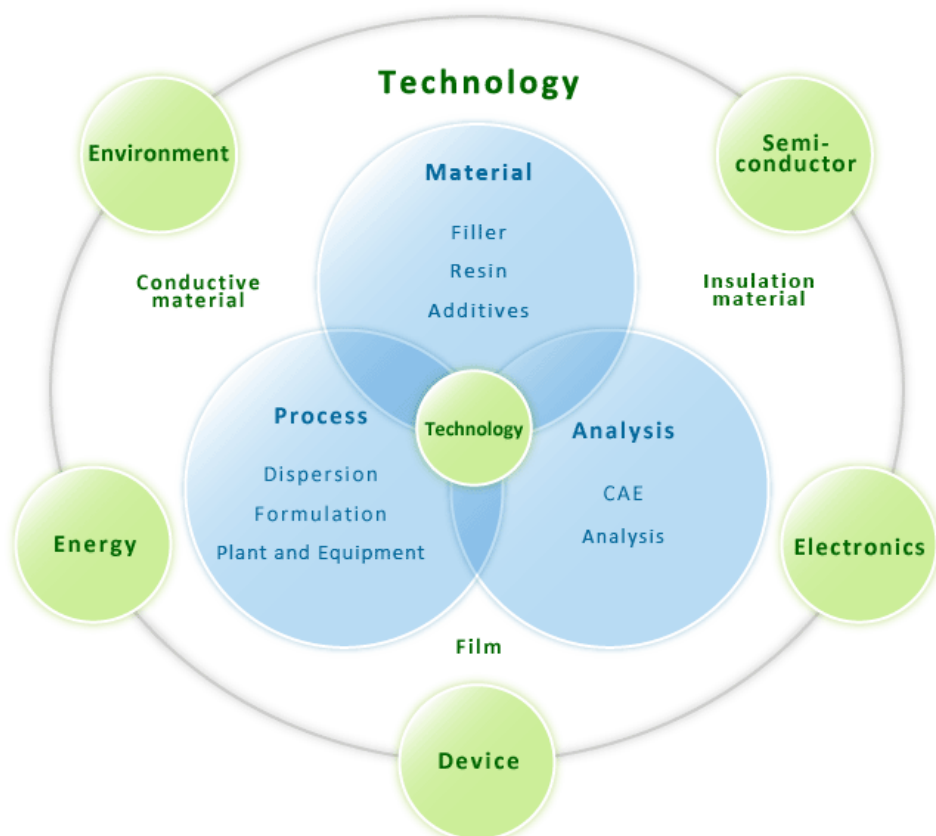 Technology
Environment
Semi-
conductor
Material
Filler
Resin
Additives
Conductive
material
Insulation
material
Process
Dispersion
Formulation
Plant and Equipment
Technology
Analysis
CAE
Analysis
Energy
Electronics
Film
Device